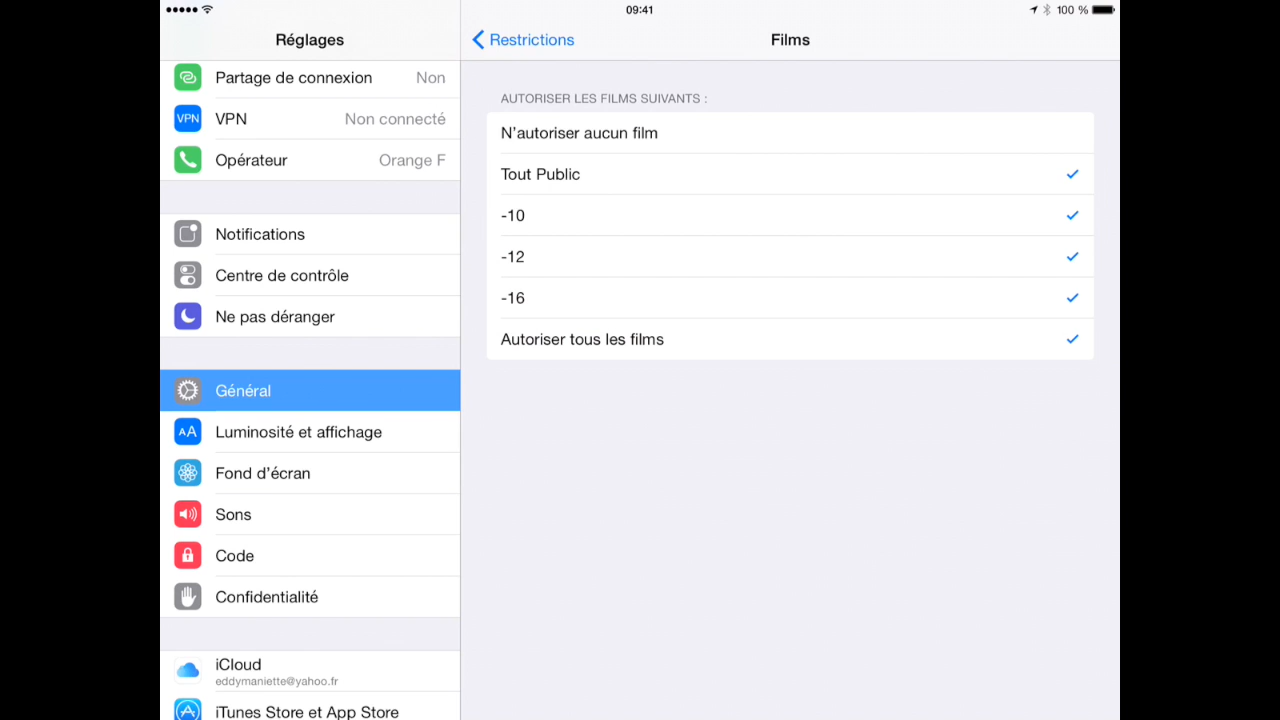 09:41
100 %
Réglages
Partage de connexion Non
VPN VPN Non connecté
Opérateur Orange F
Notifications
Centre de contrôle
Ne pas déranger
Général
AA Luminosité et affichage
Fond d’écran
Sons
Code
Confidentialité
iCloud
eddymaniette@yahoo.fr
iTunes Store et App Store
Restrictions
Films
AUTORISER LES FILMS SUIVANTS :
N’autoriser aucun film
Tout Public
-10
-12
-16
Autoriser tous les films